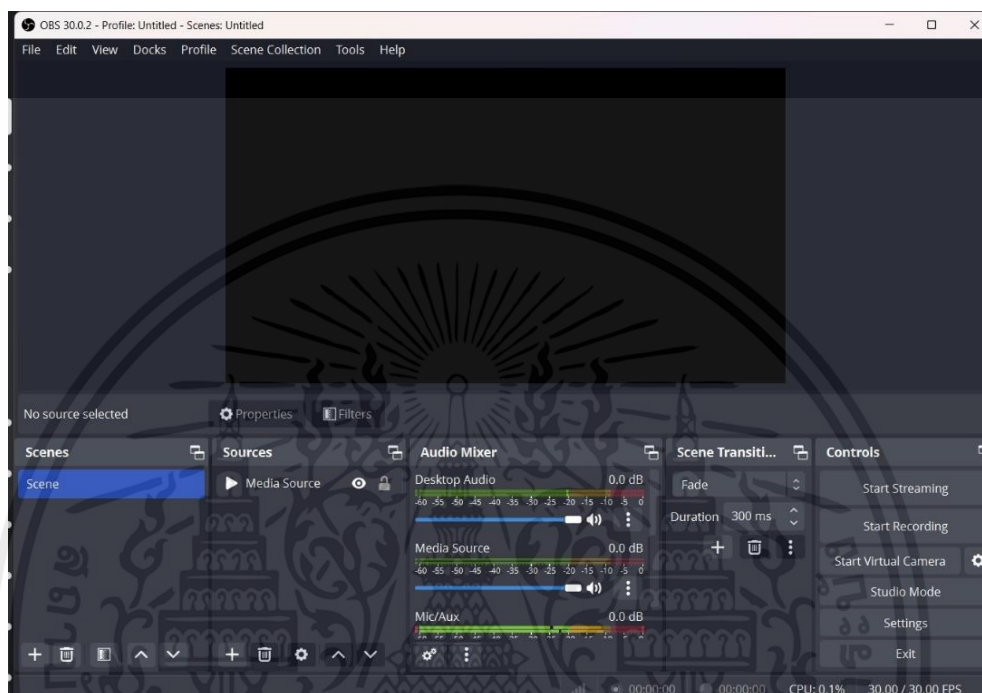 OBS 30.0.2 - Profile: Untitled - Scenes: Untitled
File Edit View Docks Profile Scene Collection Tools Help
No source selected Properties Filters
Scenes
Scene
Sources
Media Source
Audio Mixer
Desktop Audio 0.0 dB
-60 -55 -50 -45 -40 -35 -30 -25 -20 -15 -10 -5 0
Media Source 0.0 dB
-60 -55 -50 -45 -40 -35 -30 -25 -20 -15 -10 -5 0
Mic/Aux 0.0 dB
Scene Transiti...
Fade
Duration 300 ms
Controls
Start Streaming
Start Recording
Start Virtual Camera
Studio Mode
Settings
Exit
00:00:00 00:00:00 CPU: 0.1% 30.00 / 30.00 FPS